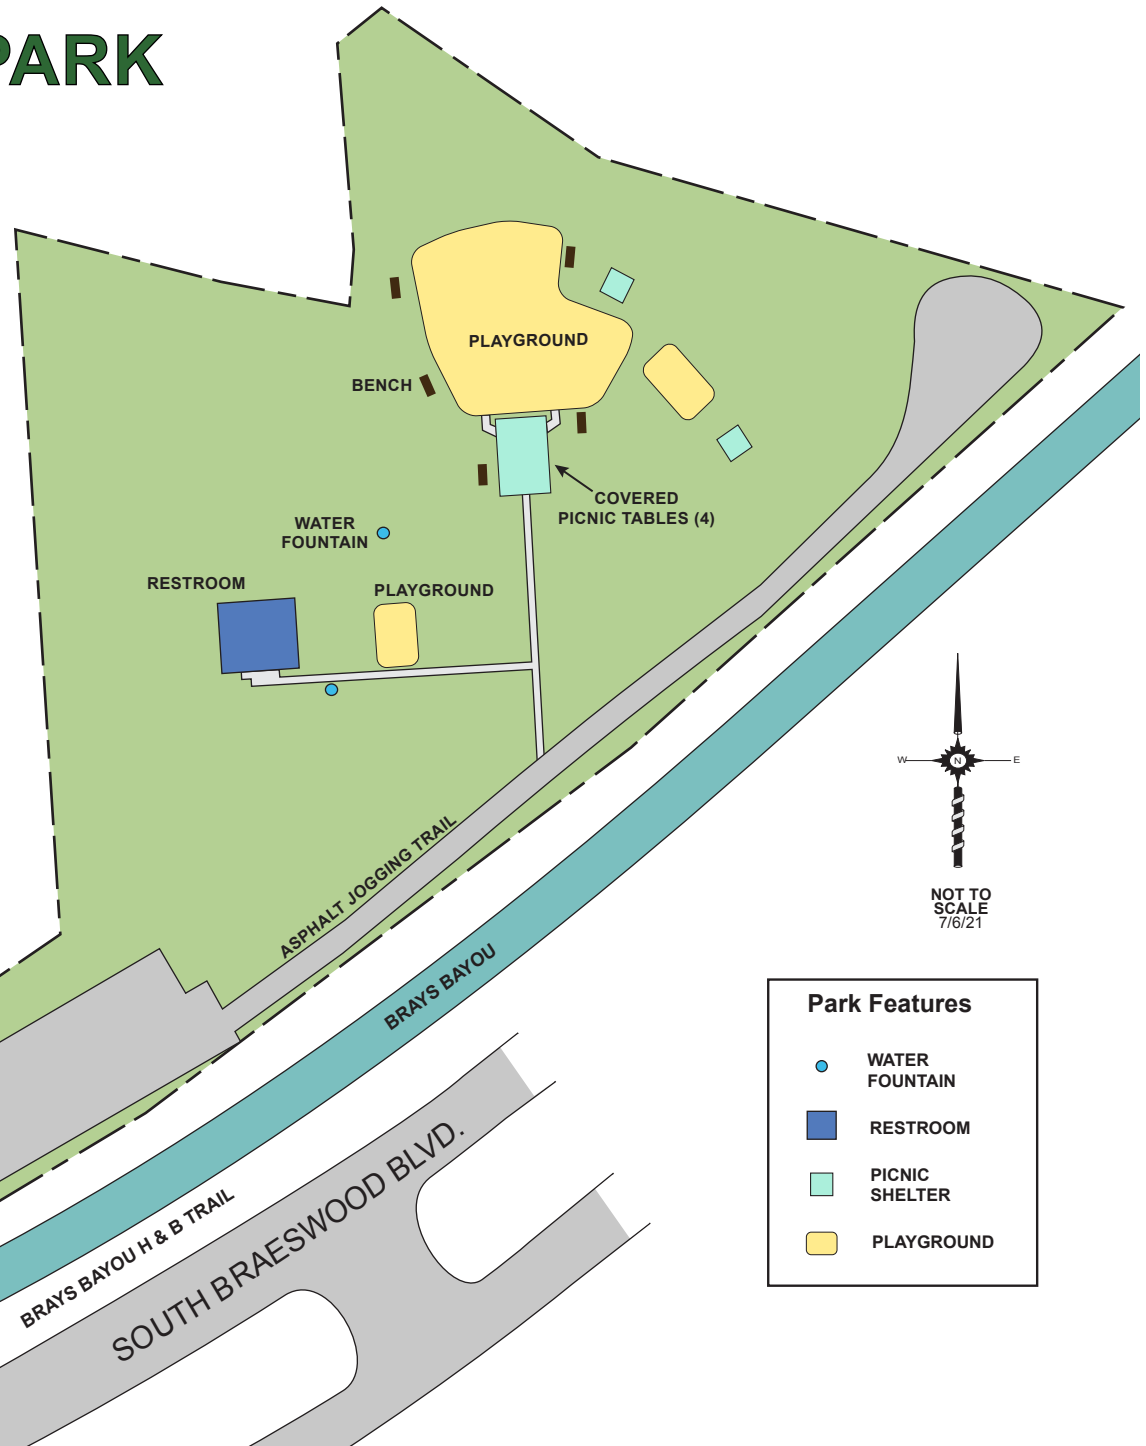 PARK
PLAYGROUND
BENCH
COVERED
PICNIC TABLES (4)
WATER
FOUNTAIN
RESTROOM
PLAYGROUND
ASPHALT JOGGING TRAIL
BRAYS BAYOU
BRAYS BAYOU H & B TRAIL
SOUTH BRAESWOOD BLVD.
W
N
E
NOT TO
SCALE
7/6/21
Park Features
WATER
FOUNTAIN
RESTROOM
PICNIC
SHELTER
PLAYGROUND